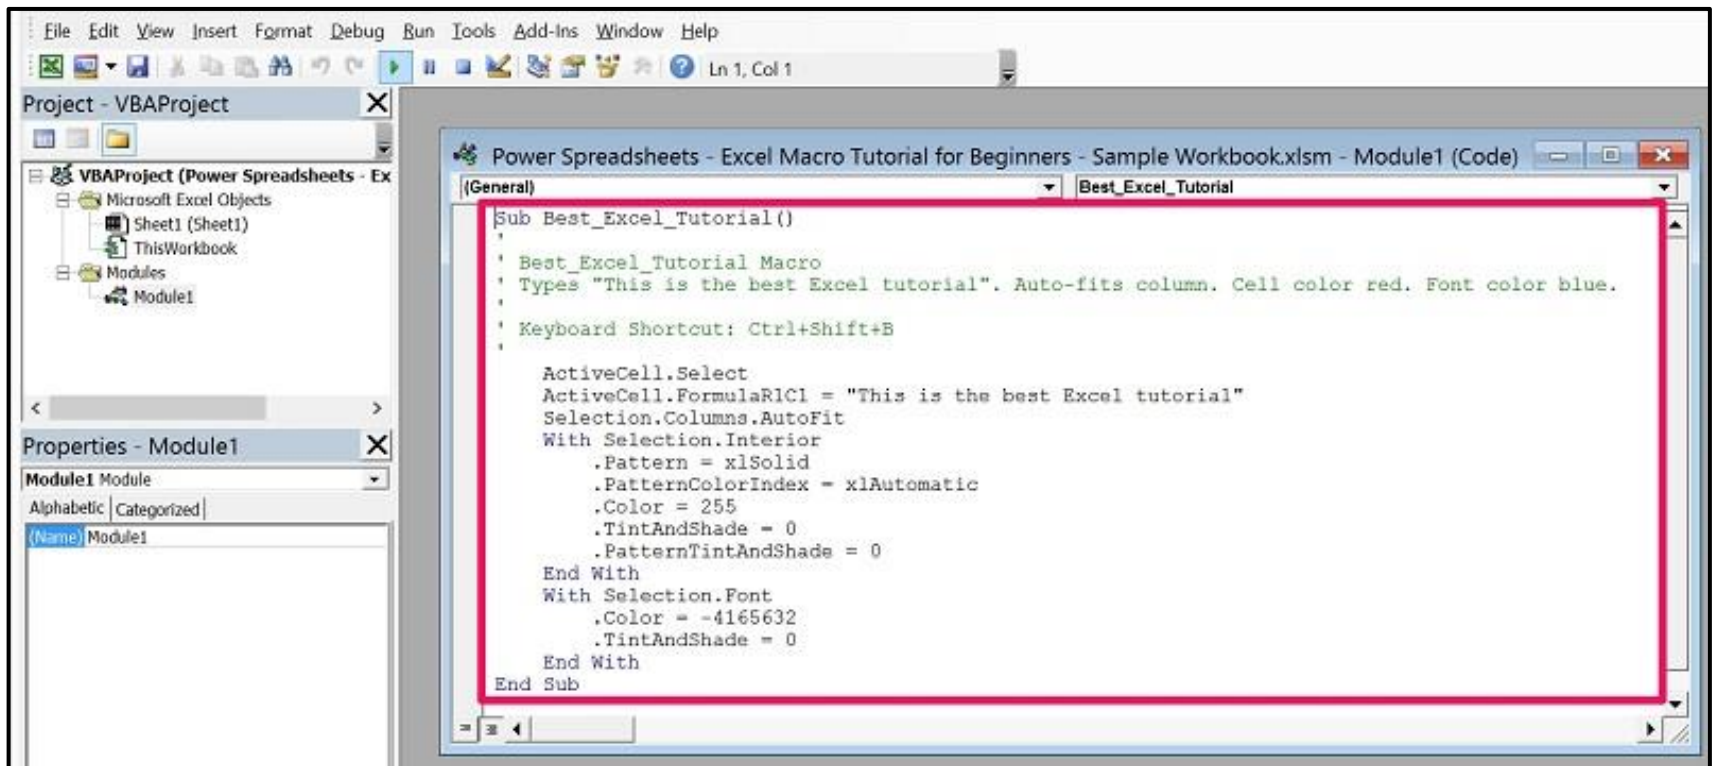 File Edit View Insert Format Debug Run Tools Add-Ins Window Help
Ln 1, Col 1
Project - VBAProject
VBAProject (Power Spreadsheets - Ex
Microsoft Excel Objects
Sheet1 (Sheet1)
ThisWorkbook
Modules
Module1
Properties - Module1
Module1 Module
Alphabetic Categorized
(Name) Module1
Power Spreadsheets - Excel Macro Tutorial for Beginners - Sample Workbook.xlsm - Module1 (Code)
(General) Best_Excel_Tutorial
Sub Best_Excel_Tutorial()
'
' Best_Excel_Tutorial Macro
' Types "This is the best Excel tutorial". Auto-fits column. Cell color red. Font color blue.
'
' Keyboard Shortcut: Ctrl+Shift+B
'
ActiveCell.Select
ActiveCell.FormulaR1C1 = "This is the best Excel tutorial"
Selection.Columns.AutoFit
With Selection.Interior
.Pattern = xlSolid
.PatternColorIndex = xlAutomatic
.Color = 255
.TintAndShade = 0
.PatternTintAndShade = 0
End With
With Selection.Font
.Color = -4165632
.TintAndShade = 0
End With
End Sub